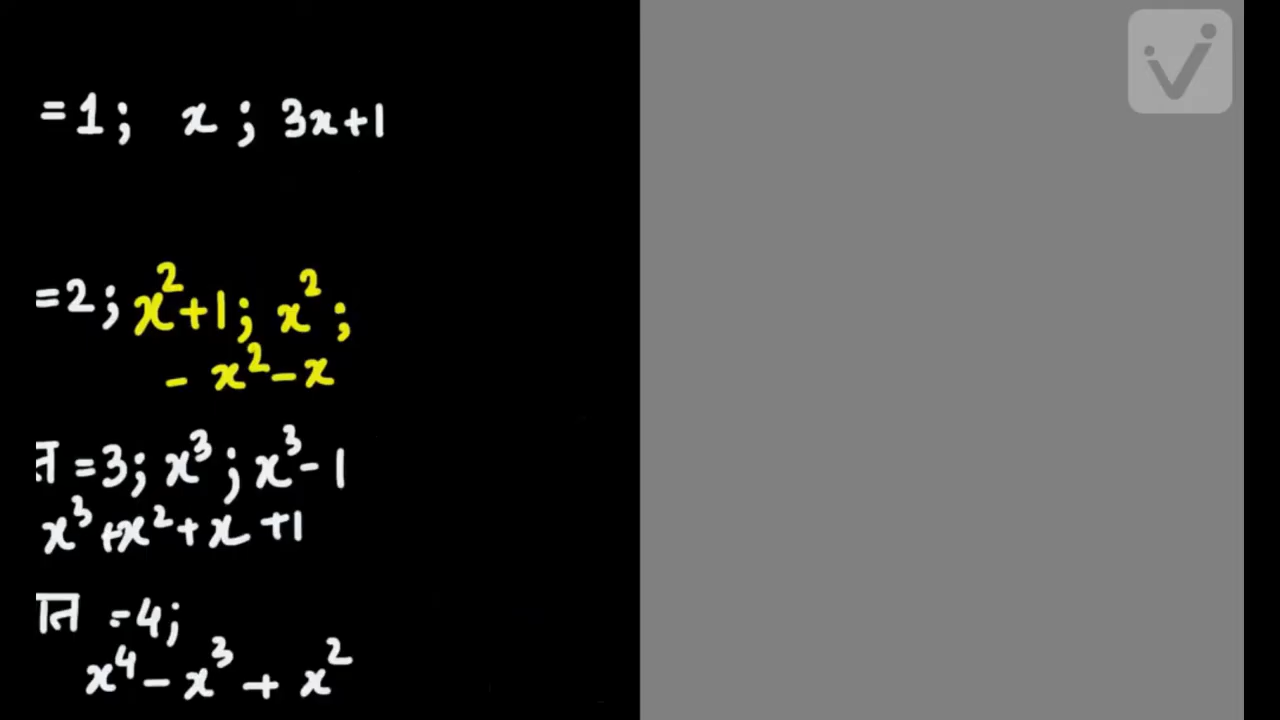 =1; x; 3x+1
=2; x²+1; x²;
- x²-x
=3; x³; x³-1
x³+x²+x+1
=4;
x⁴-x³+x²